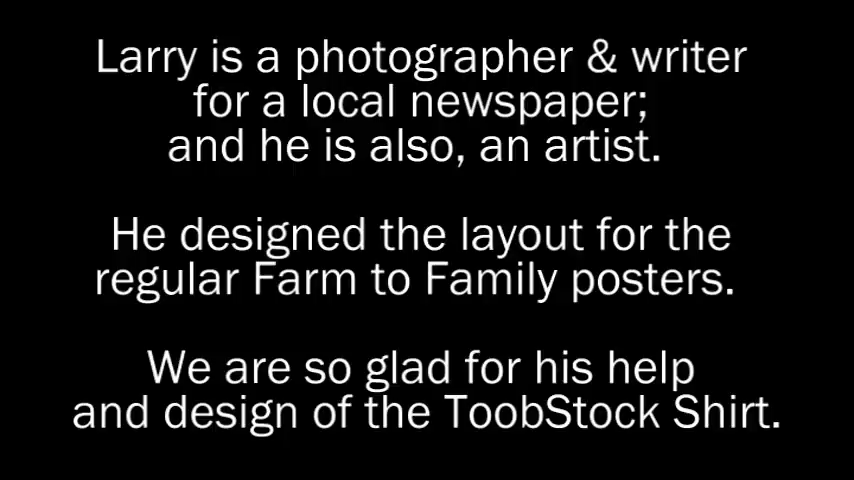 Larry is a photographer & writer
for a local newspaper;
and he is also, an artist.
He designed the layout for the
regular Farm to Family posters.
We are so glad for his help
and design of the ToobStock Shirt.